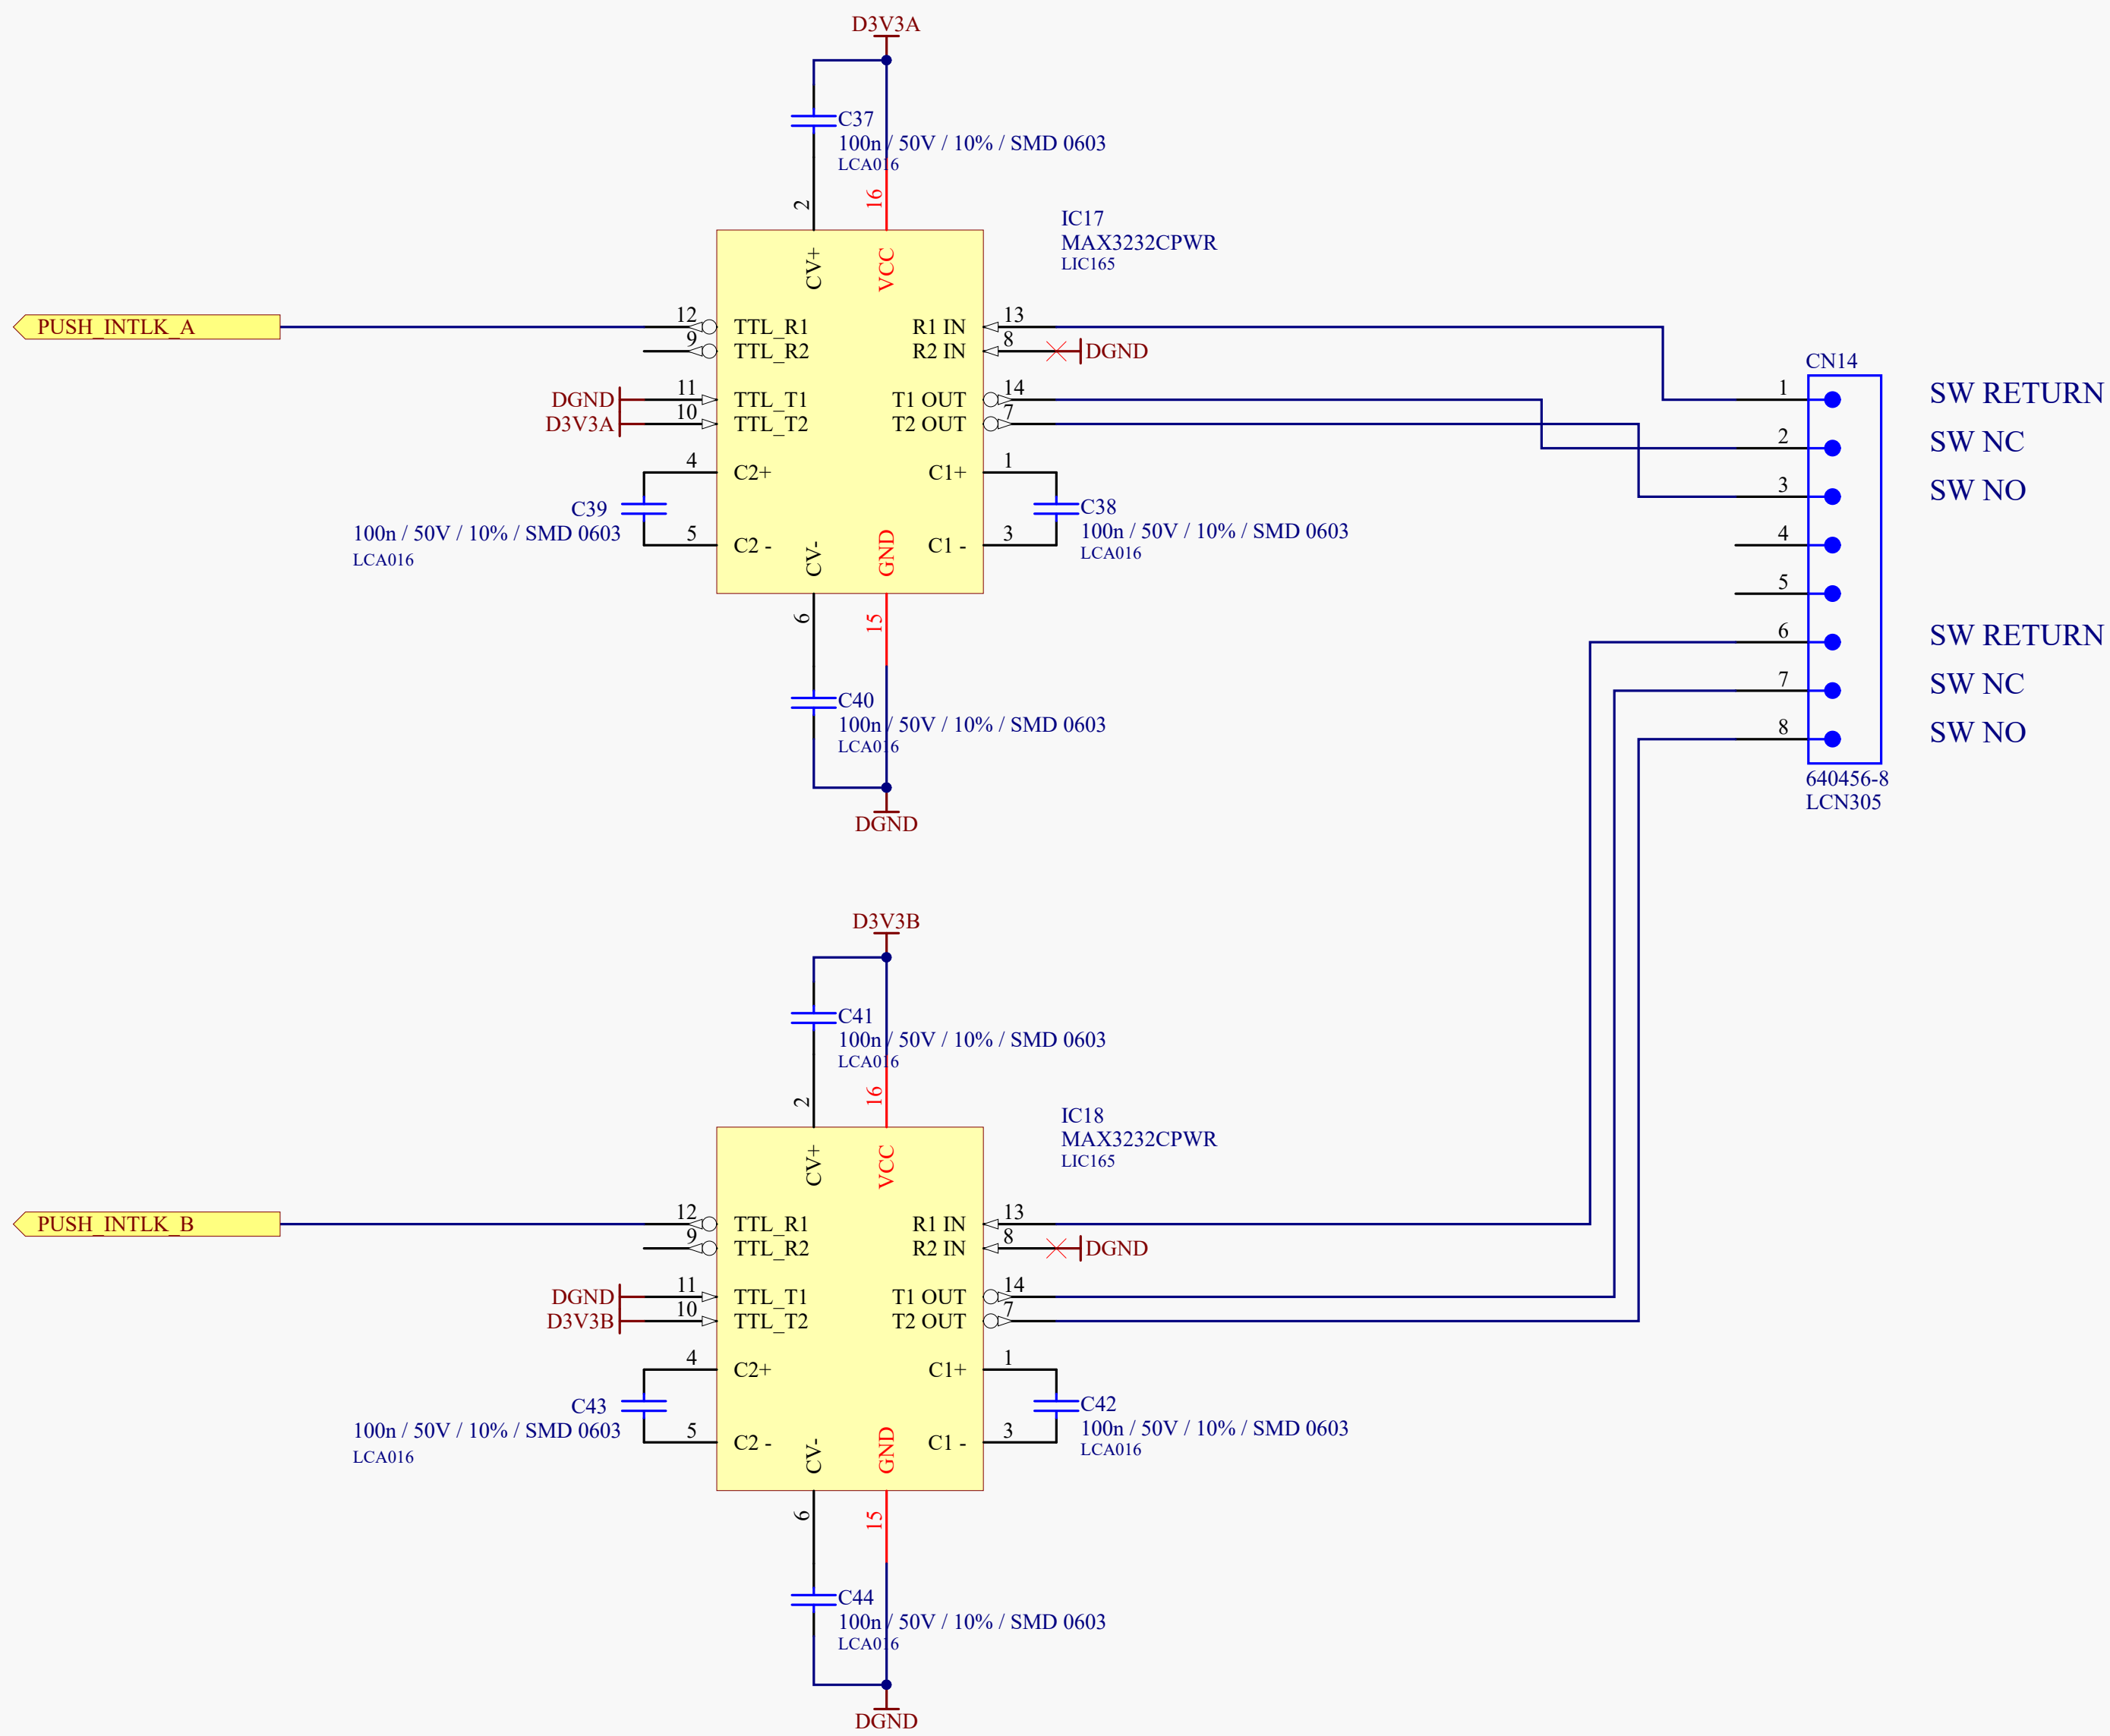 D3V3A
C37
100n / 50V / 10% / SMD 0603
LCA016
2
16
IC17
MAX3232CPWR
LIC165
CV+
VCC
PUSH_INTLK_A
12
TTL_R1
R1 IN
13
9
TTL_R2
R2 IN
8
DGND
DGND
11
TTL_T1
T1 OUT
14
D3V3A
10
TTL_T2
T2 OUT
7
4
C2+
C1+
1
C39
100n / 50V / 10% / SMD 0603
LCA016
C38
100n / 50V / 10% / SMD 0603
LCA016
5
C2 -
C1 -
3
CV-
GND
6
15
C40
100n / 50V / 10% / SMD 0603
LCA016
DGND
CN14
1
SW RETURN
2
SW NC
3
SW NO
4
5
6
SW RETURN
7
SW NC
8
SW NO
640456-8
LCN305
D3V3B
C41
100n / 50V / 10% / SMD 0603
LCA016
2
16
IC18
MAX3232CPWR
LIC165
CV+
VCC
PUSH_INTLK_B
12
TTL_R1
R1 IN
13
9
TTL_R2
R2 IN
8
DGND
DGND
11
TTL_T1
T1 OUT
14
D3V3B
10
TTL_T2
T2 OUT
7
4
C2+
C1+
1
C43
100n / 50V / 10% / SMD 0603
LCA016
C42
100n / 50V / 10% / SMD 0603
LCA016
5
C2 -
C1 -
3
CV-
GND
6
15
C44
100n / 50V / 10% / SMD 0603
LCA016
DGND